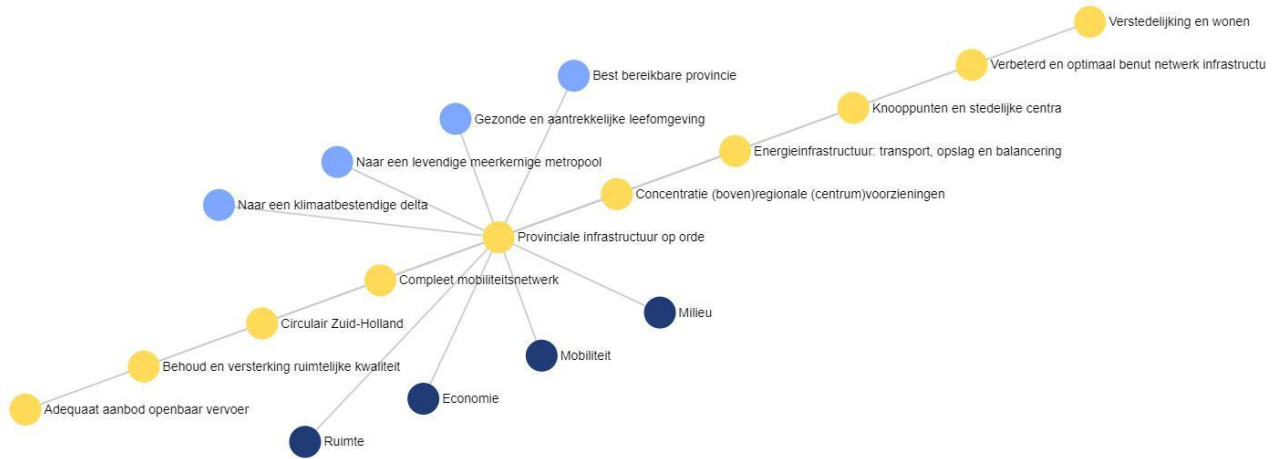 Verstedelijking en wonen
Verbeterd en optimaal benut netwerk infrastructu
Best bereikbare provincie
Knooppunten en stedelijke centra
Gezonde en aantrekkelijke leefomgeving
Energieinfrastructuur: transport, opslag en balancering
Naar een levendige meerkernige metropool
Concentratie (boven)regionale (centrum)voorzieningen
Naar een klimaatbestendige delta
Provinciale infrastructuur op orde
Compleet mobiliteitsnetwerk
Milieu
Circulair Zuid-Holland
Mobiliteit
Behoud en versterking ruimtelijke kwaliteit
Economie
Adequaat aanbod openbaar vervoer
Ruimte